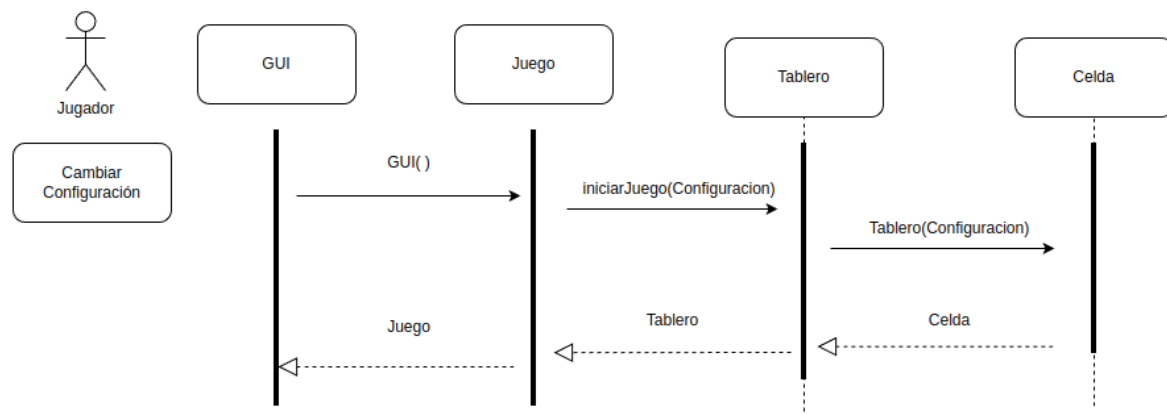 GUI
Juego
Tablero
Celda
Jugador
Cambiar
Configuración
GUI( )
iniciarJuego(Configuracion)
Tablero(Configuracion)
Juego
Tablero
Celda